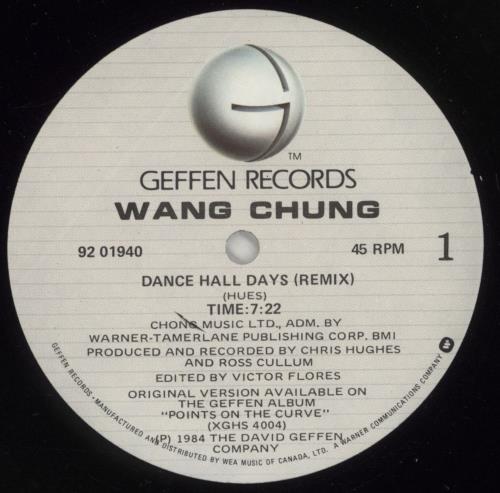 TM
GEFFEN RECORDS
WANG CHUNG
92 01940 45 RPM 1
DANCE HALL DAYS (REMIX)
(HUES)
TIME:7:22
CHONG MUSIC LTD., ADM. BY
WARNER-TAMERLANE PUBLISHING CORP. BMI
PRODUCED AND RECORDED BY CHRIS HUGHES
AND ROSS CULLUM
EDITED BY VICTOR FLORES
ORIGINAL VERSION AVAILABLE ON
THE GEFFEN ALBUM
"POINTS ON THE CURVE"
(XGHS 4004)
(P) 1984 THE DAVID GEFFEN
COMPANY
GEFFEN RECORDS - MANUFACTURED AND DISTRIBUTED BY WEA MUSIC OF CANADA, LTD. A WARNER COMMUNICATIONS COMPANY